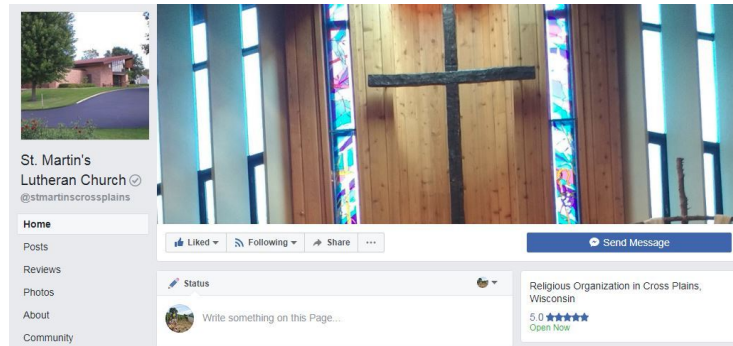 St. Martin's
Lutheran Church
@stmartinscrossplains
Home
Posts
Reviews
Photos
About
Community
Liked
Following
Share
Send Message
Status
Write something on this Page...
Religious Organization in Cross Plains,
Wisconsin
5.0
Open Now